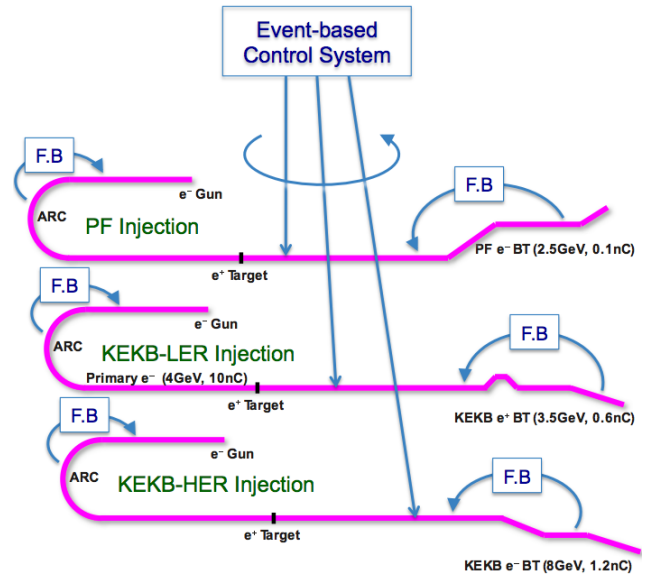 Event-based
Control System
F.B
e⁻ Gun
ARC
PF Injection
F.B
PF e⁻ BT (2.5GeV, 0.1nC)
e⁺ Target
F.B
e⁻ Gun
ARC
KEKB-LER Injection
Primary e⁻ (4GeV, 10nC)
F.B
e⁺ Target
KEKB e⁺ BT (3.5GeV, 0.6nC)
F.B
e⁻ Gun
ARC
KEKB-HER Injection
F.B
e⁺ Target
KEKB e⁻ BT (8GeV, 1.2nC)